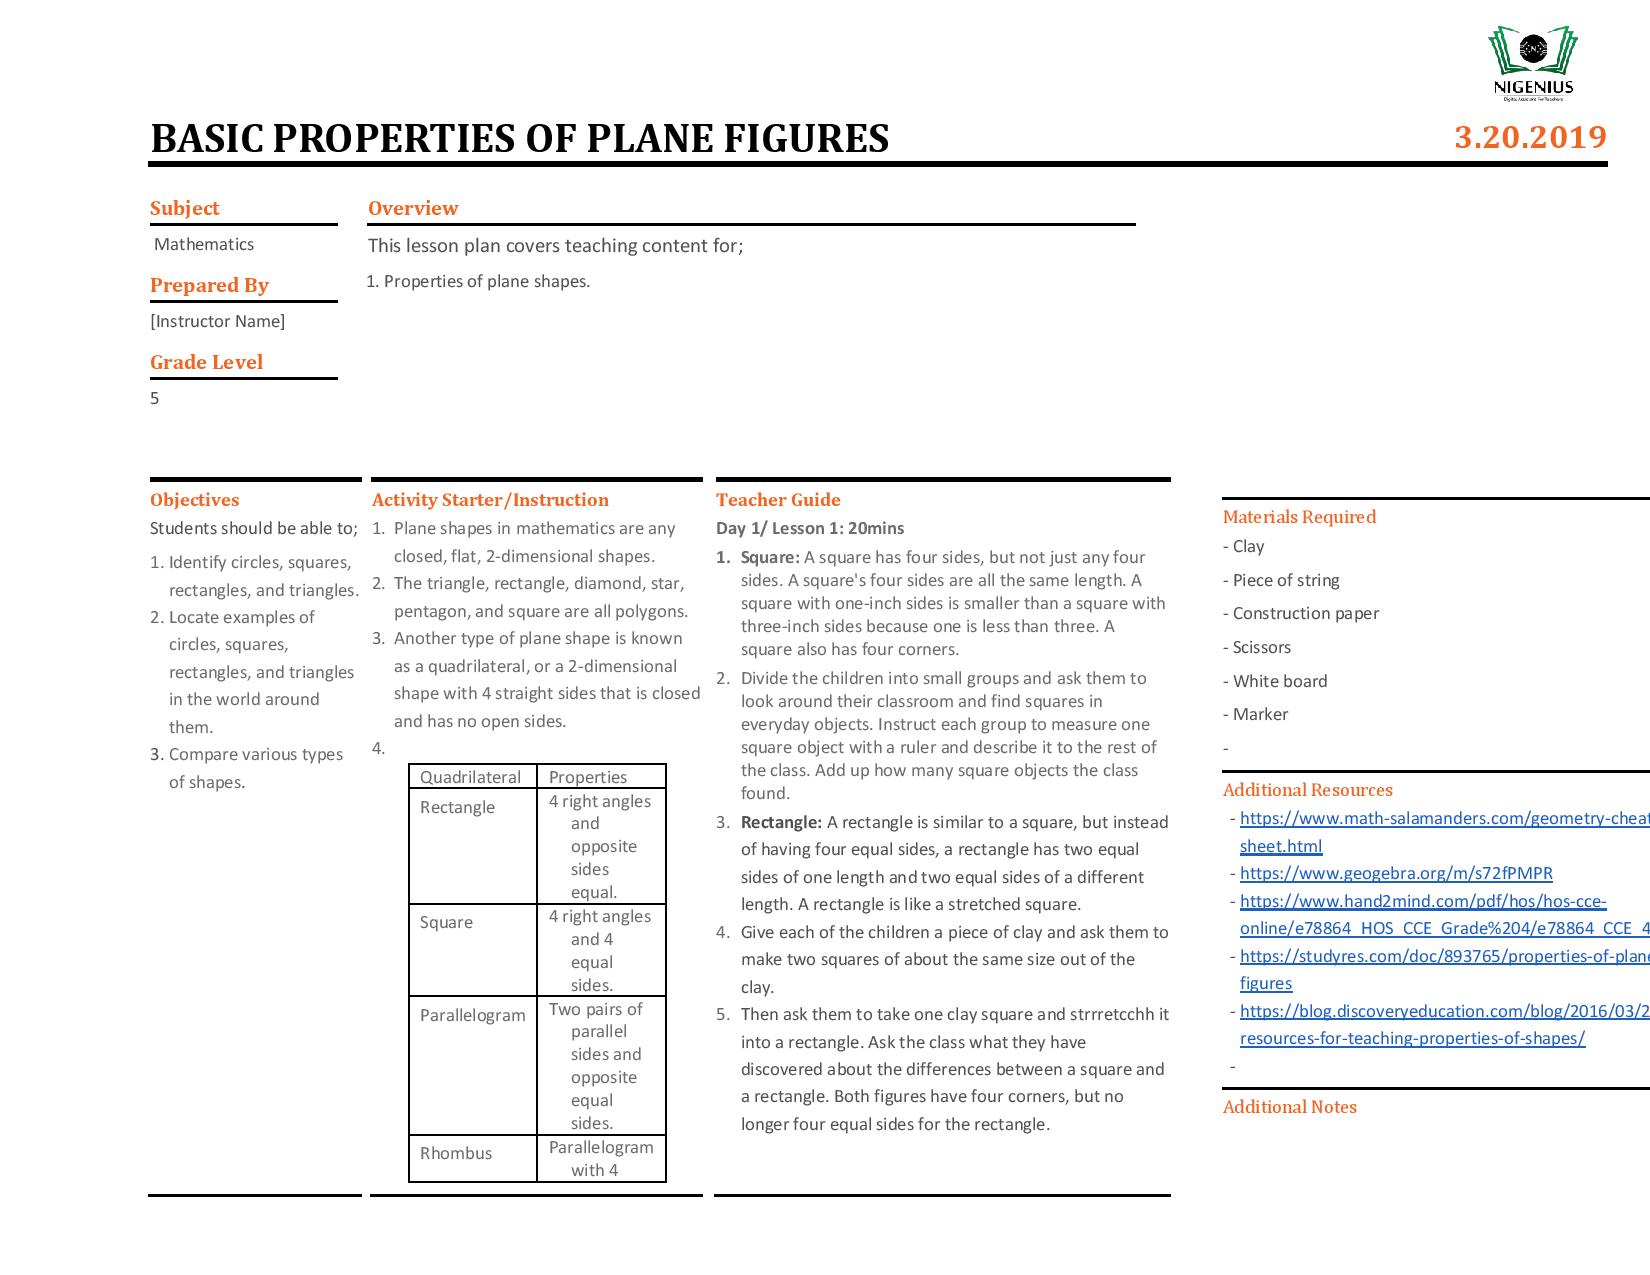 NIGENIUS
Digital Assistant For Teachers
BASIC PROPERTIES OF PLANE FIGURES
3.20.2019
Subject
Mathematics
Prepared By
[Instructor Name]
Grade Level
5
Overview
This lesson plan covers teaching content for;
1. Properties of plane shapes.
Objectives
Students should be able to;
1. Identify circles, squares,
rectangles, and triangles.
2. Locate examples of
circles, squares,
rectangles, and triangles
in the world around
them.
3. Compare various types
of shapes.
Activity Starter/Instruction
1. Plane shapes in mathematics are any
closed, flat, 2-dimensional shapes.
2. The triangle, rectangle, diamond, star,
pentagon, and square are all polygons.
3. Another type of plane shape is known
as a quadrilateral, or a 2-dimensional
shape with 4 straight sides that is closed
and has no open sides.
4.
Quadrilateral
Properties
Rectangle
4 right angles
and
opposite
sides
equal.
Square
4 right angles
and 4
equal
sides.
Parallelogram
Two pairs of
parallel
sides and
opposite
equal
sides.
Rhombus
Parallelogram
with 4
Teacher Guide
Day 1/ Lesson 1: 20mins
1. Square: A square has four sides, but not just any four
sides. A square's four sides are all the same length. A
square with one-inch sides is smaller than a square with
three-inch sides because one is less than three. A
square also has four corners.
2. Divide the children into small groups and ask them to
look around their classroom and find squares in
everyday objects. Instruct each group to measure one
square object with a ruler and describe it to the rest of
the class. Add up how many square objects the class
found.
3. Rectangle: A rectangle is similar to a square, but instead
of having four equal sides, a rectangle has two equal
sides of one length and two equal sides of a different
length. A rectangle is like a stretched square.
4. Give each of the children a piece of clay and ask them to
make two squares of about the same size out of the
clay.
5. Then ask them to take one clay square and strrretcchh it
into a rectangle. Ask the class what they have
discovered about the differences between a square and
a rectangle. Both figures have four corners, but no
longer four equal sides for the rectangle.
Materials Required
- Clay
- Piece of string
- Construction paper
- Scissors
- White board
- Marker
-
Additional Resources
- https://www.math-salamanders.com/geometry-cheat
sheet.html
- https://www.geogebra.org/m/s72fPMPR
- https://www.hand2mind.com/pdf/hos/hos-cce-
online/e78864_HOS_CCE_Grade%204/e78864_CCE_4
- https://studyres.com/doc/893765/properties-of-plane
figures
- https://blog.discoveryeducation.com/blog/2016/03/2
resources-for-teaching-properties-of-shapes/
-
Additional Notes